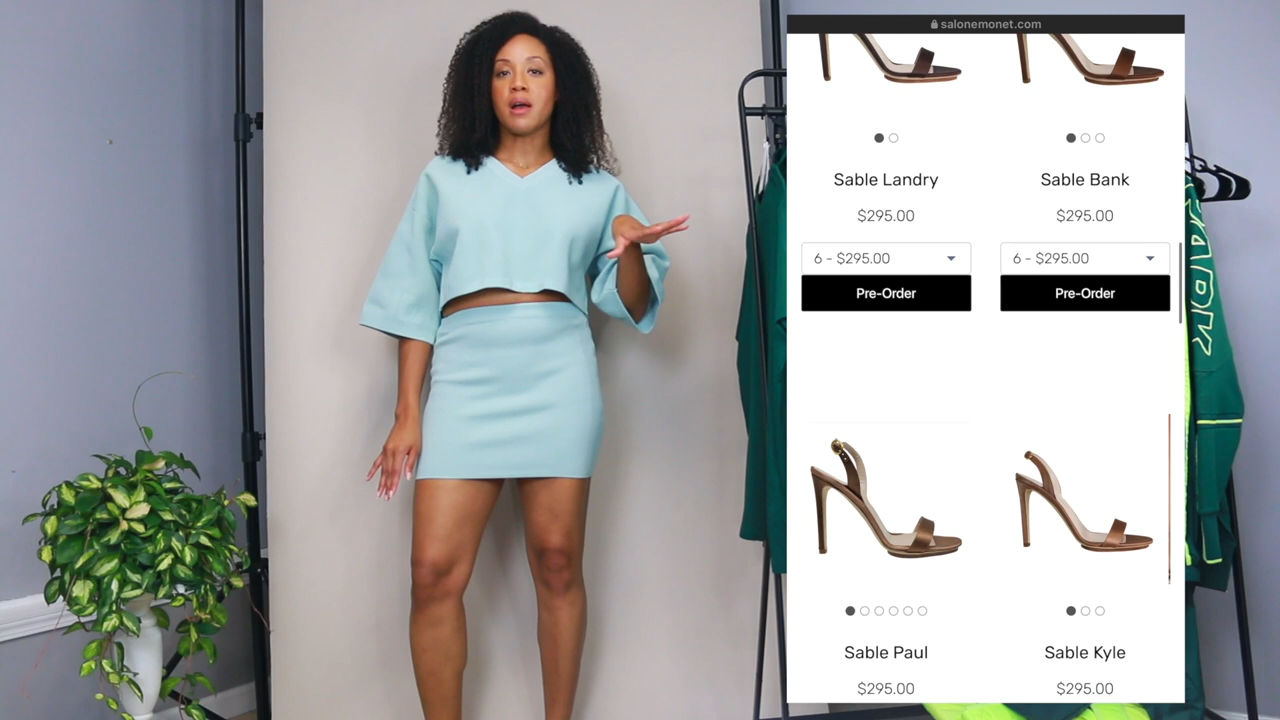 salonemonet.com
Sable Landry
Sable Bank
$295.00
$295.00
6 - $295.00
6 - $295.00
Pre-Order
Pre-Order
Sable Paul
Sable Kyle
$295.00
$295.00
PARK